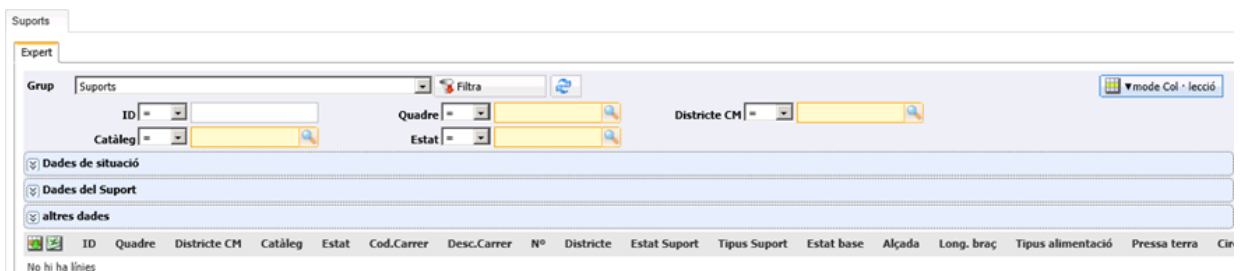 Suports
Expert
Grup Suports Filtra ▼mode Col · lecció
ID = Quadre = Districte CM =
Catàleg = Estat =
Dades de situació
Dades del Suport
altres dades
ID Quadre Districte CM Catàleg Estat Cod.Carrer Desc.Carrer Nº Districte Estat Suport Tipus Suport Estat base Alçada Long. braç Tipus alimentació Pressa terra Cir
No hi ha línies